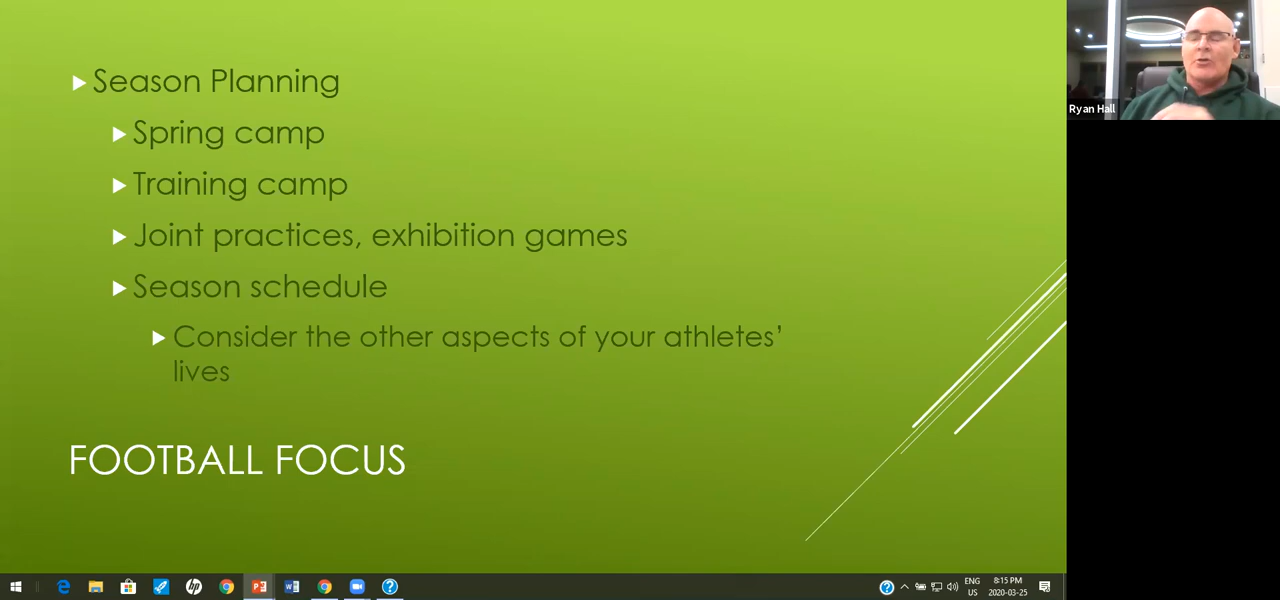 Season Planning
Spring camp
Training camp
Joint practices, exhibition games
Season schedule
Consider the other aspects of your athletes'
lives
FOOTBALL FOCUS
Ryan Hall
ENG
US
8:15 PM
2020-03-25